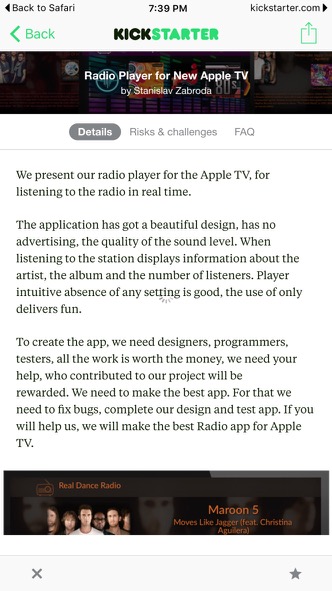 Back to Safari
7:39 PM
kickstarter.com
Back
KICKSTARTER
Radio Player for New Apple TV
by Stanislav Zabroda
Details
Risks & challenges
FAQ
We present our radio player for the Apple TV, for
listening to the radio in real time.
The application has got a beautiful design, has no
advertising, the quality of the sound level. When
listening to the station displays information about the
artist, the album and the number of listeners. Player
intuitive absence of any setting is good, the use of only
delivers fun.
To create the app, we need designers, programmers,
testers, all the work is worth the money, we need your
help, who contributed to our project will be
rewarded. We need to make the best app. For that we
need to fix bugs, complete our design and test app. If you
will help us, we will make the best Radio app for Apple
TV.
Real Dance Radio
Maroon 5
Moves Like Jagger (feat. Christina
Aguilera)